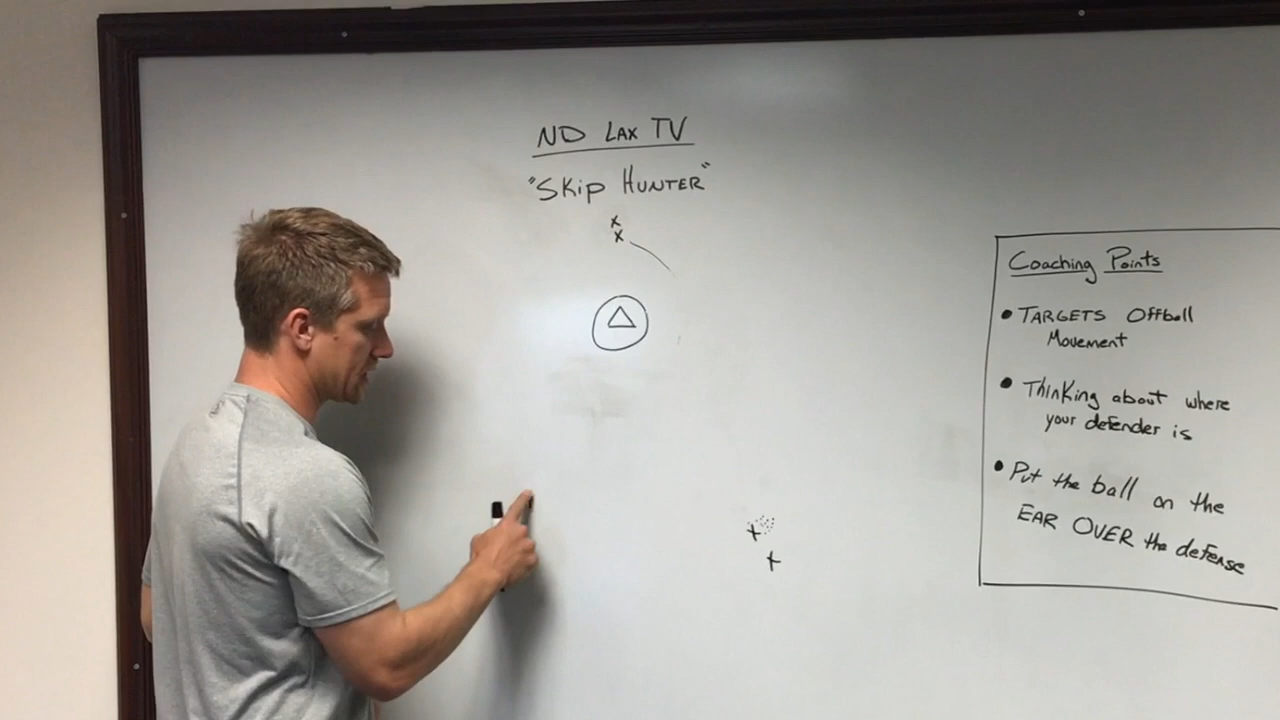 ND LAX TV
"SKIP HUNTER"
x
x
Coaching Points
• TARGETS Offball
Movement
• Thinking about where
your defender is
• Put the ball on the
EAR OVER the defense